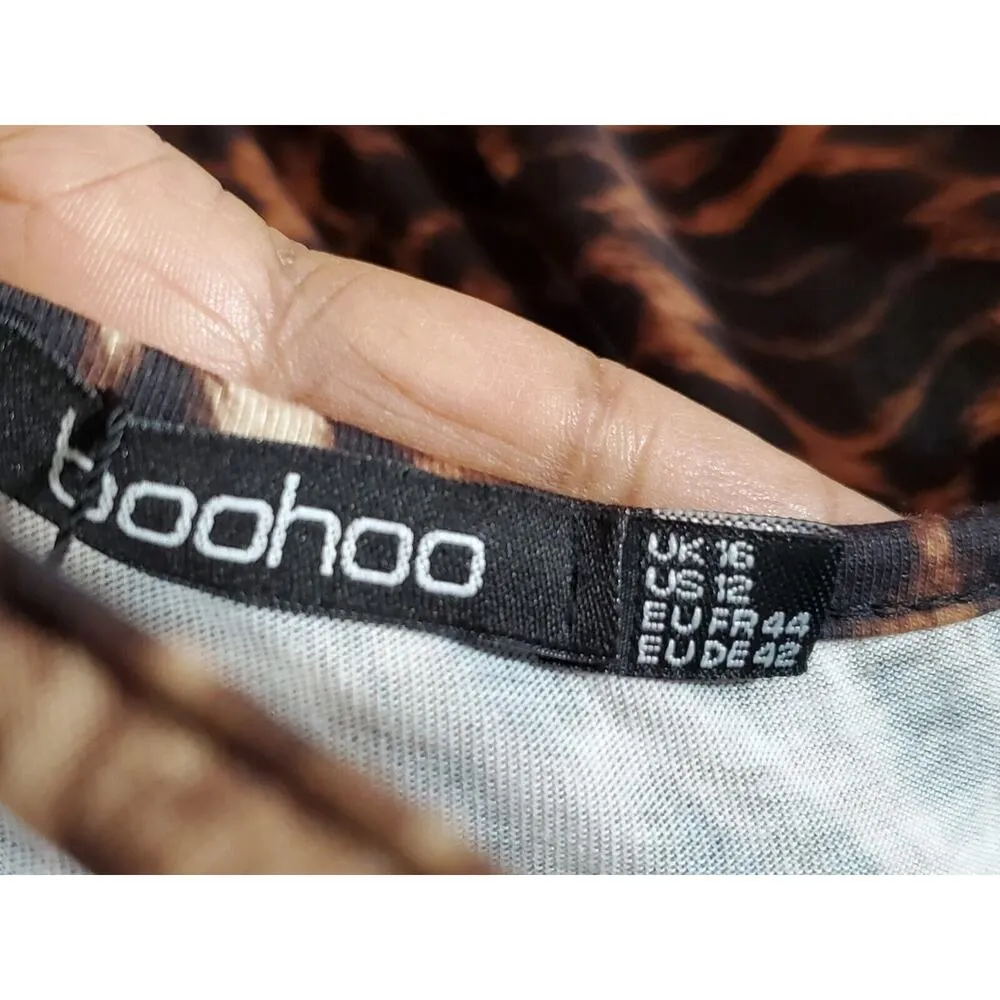 boohoo
UK 16
US 12
EU FR 44
EU DE 42